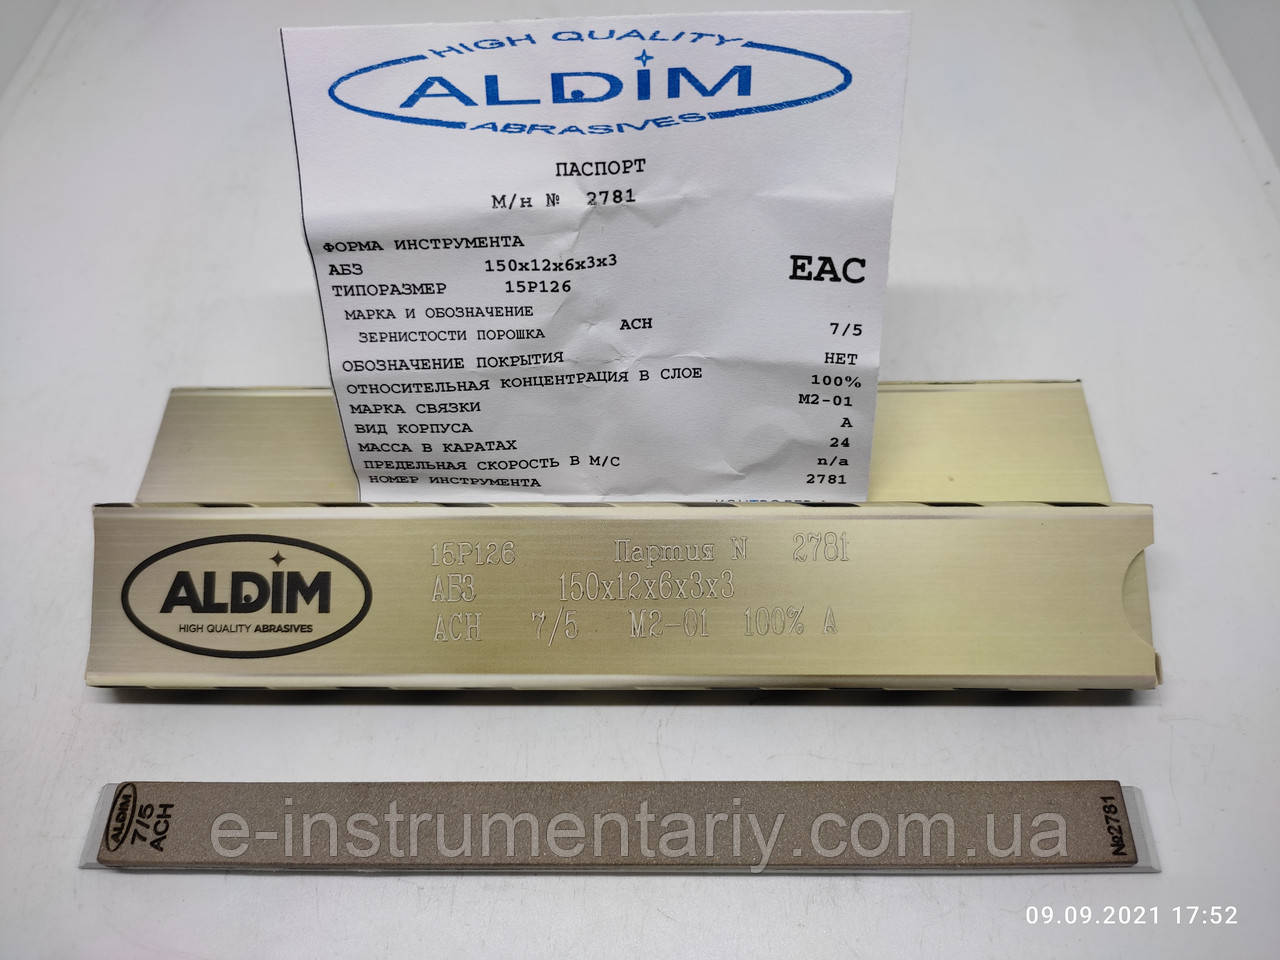 HIGH QUALITY
ALDIM
ABRASIVES
ПАСПОРТ
М/н № 2781
ФОРМА ИНСТРУМЕНТА
АБЗ 150x12x6x3x3
ТИПОРАЗМЕР 15P126
EAC
МАРКА И ОБОЗНАЧЕНИЕ
ЗЕРНИСТОСТИ ПОРОШКА АСН 7/5
ОБОЗНАЧЕНИЕ ПОКРЫТИЯ НЕТ
ОТНОСИТЕЛЬНАЯ КОНЦЕНТРАЦИЯ В СЛОЕ 100%
МАРКА СВЯЗКИ М2-01
ВИД КОРПУСА А
МАССА В КАРАТАХ 24
ПРЕДЕЛЬНАЯ СКОРОСТЬ В М/С n/a
НОМЕР ИНСТРУМЕНТА 2781
ALDIM
HIGH QUALITY ABRASIVES
15P126 Партия N 2781
АБЗ 150x12x6x3x3
АСН 7/5 М2-01 100% А
ALDIM
7/5
АСН
№2781
e-instrumentariy.com.ua
09.09.2021 17:52